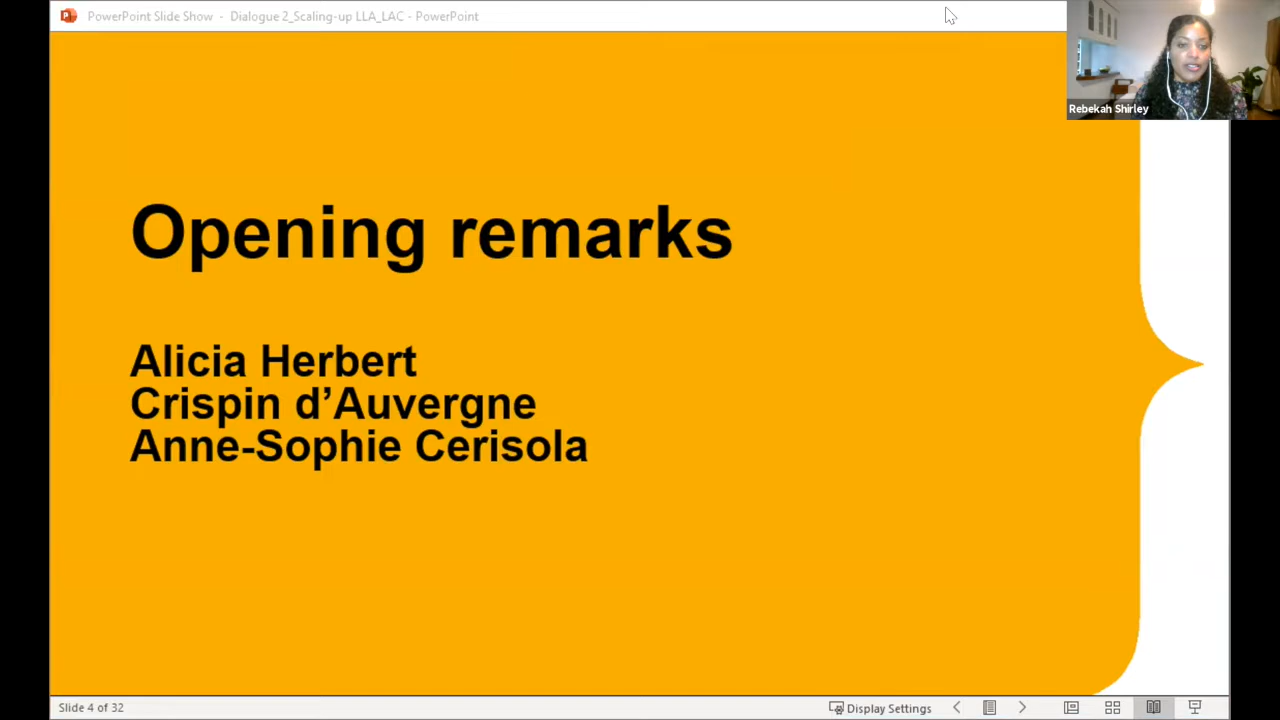 PowerPoint Slide Show - Dialogue 2_Scaling-up LLA_LAC - PowerPoint
Rebekah Shirley
Opening remarks
Alicia Herbert
Crispin d’Auvergne
Anne-Sophie Cerisola
Slide 4 of 32
Display Settings